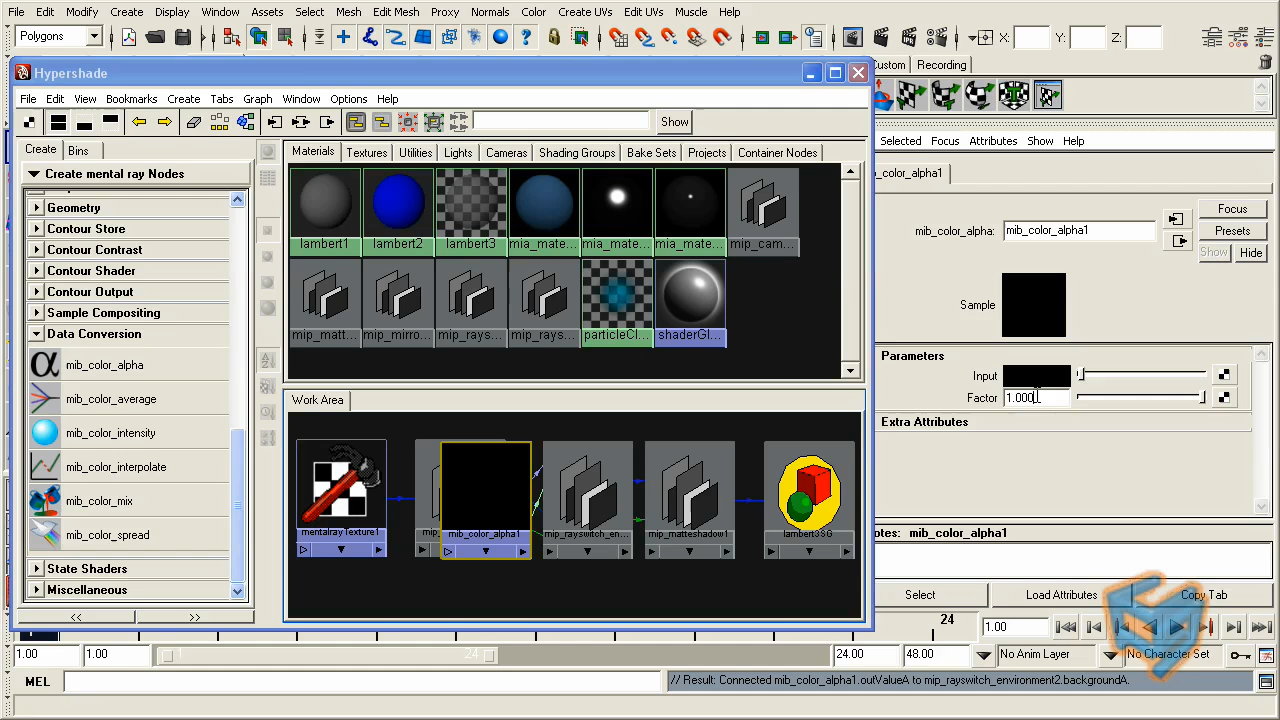 File Edit Modify Create Display Window Assets Select Mesh Edit Mesh Proxy Normals Color Create UVs Edit UVs Muscle Help
Polygons X: Y: Z:
Hypershade
Custom Recording
File Edit View Bookmarks Create Tabs Graph Window Options Help
Show
Selected Focus Attributes Show Help
Create Bins
Materials Textures Utilities Lights Cameras Shading Groups Bake Sets Projects Container Nodes
Create mental ray Nodes
b_color_alpha1
Geometry
Contour Store
Contour Contrast
Contour Shader
Contour Output
Sample Compositing
Data Conversion
mib_color_alpha
mib_color_average
mib_color_intensity
mib_color_interpolate
mib_color_mix
mib_color_spread
State Shaders
Miscellaneous
<< >>
lambert1 lambert2 lambert3 mia_mate... mia_mate... mia_mate... mip_cam...
mip_matt... mip_mirro... mip_rays... mip_rays... particleCl... shaderGl...
Work Area
mentalrayTexture1 mip_ mib_color_alpha1 mip_rayswitch_en... mip_matteshadow1 lambert3SG
mib_color_alpha: mib_color_alpha1
Focus
Presets
Show Hide
Sample
Parameters
Input
Factor 1.000
Extra Attributes
otes: mib_color_alpha1
Select Load Attributes Copy Tab
24 1.00
1.00 1.00 24 24.00 48.00 No Anim Layer No Character Set
MEL // Result: Connected mib_color_alpha1.outValueA to mip_rayswitch_environment2.backgroundA.